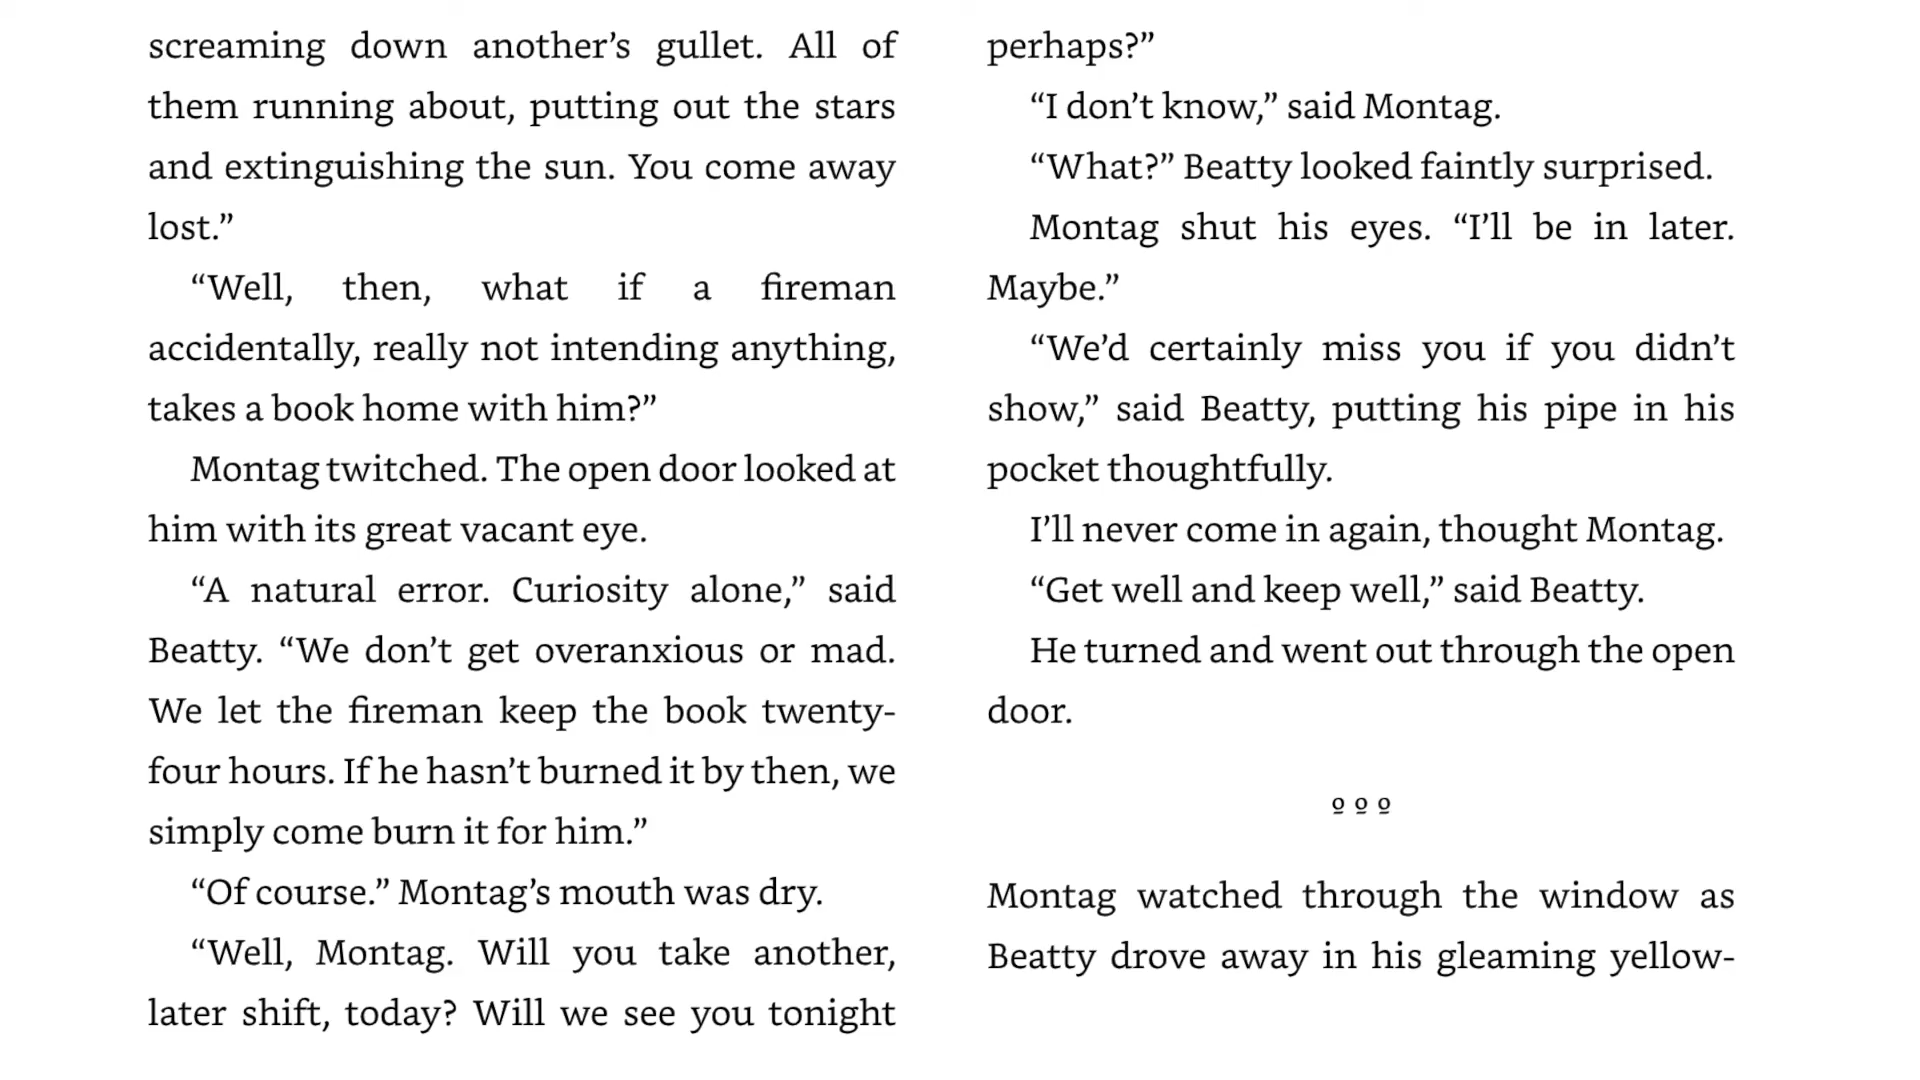 screaming down another’s gullet. All of
them running about, putting out the stars
and extinguishing the sun. You come away
lost.”
“Well, then, what if a fireman
accidentally, really not intending anything,
takes a book home with him?”
Montag twitched. The open door looked at
him with its great vacant eye.
“A natural error. Curiosity alone,” said
Beatty. “We don’t get overanxious or mad.
We let the fireman keep the book twenty-
four hours. If he hasn’t burned it by then, we
simply come burn it for him.”
“Of course.” Montag’s mouth was dry.
“Well, Montag. Will you take another,
later shift, today? Will we see you tonight
perhaps?”
“I don’t know,” said Montag.
“What?” Beatty looked faintly surprised.
Montag shut his eyes. “I’ll be in later.
Maybe.”
“We’d certainly miss you if you didn’t
show,” said Beatty, putting his pipe in his
pocket thoughtfully.
I’ll never come in again, thought Montag.
“Get well and keep well,” said Beatty.
He turned and went out through the open
door.
º º º
Montag watched through the window as
Beatty drove away in his gleaming yellow-